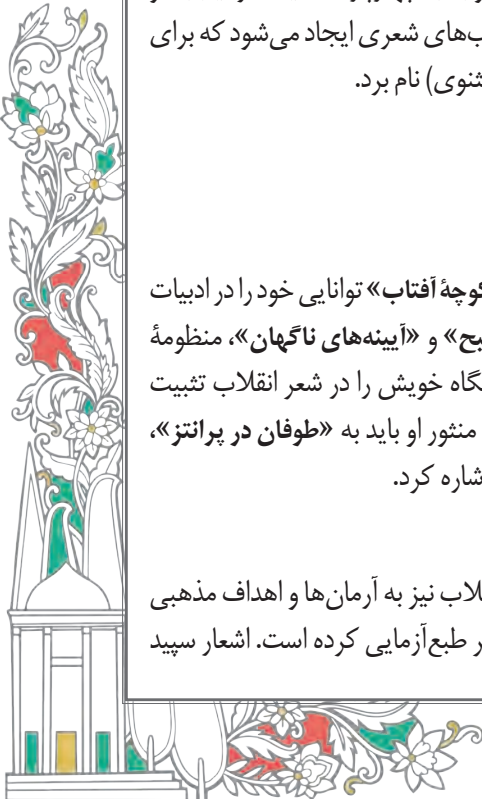 ب‌های شعری ایجاد می‌شود که برای
ثنوی) نام برد.
کوچهٔ آفتاب» توانایی خود را در ادبیات
بح» و «آیینه‌های ناگهان»، منظومهٔ
گاه خویش را در شعر انقلاب تثبیت
منثور او باید به «طوفان در پرانتز»،
شاره کرد.
لاب نیز به آرمان‌ها و اهداف مذهبی
ر طبع‌آزمایی کرده است. اشعار سپید